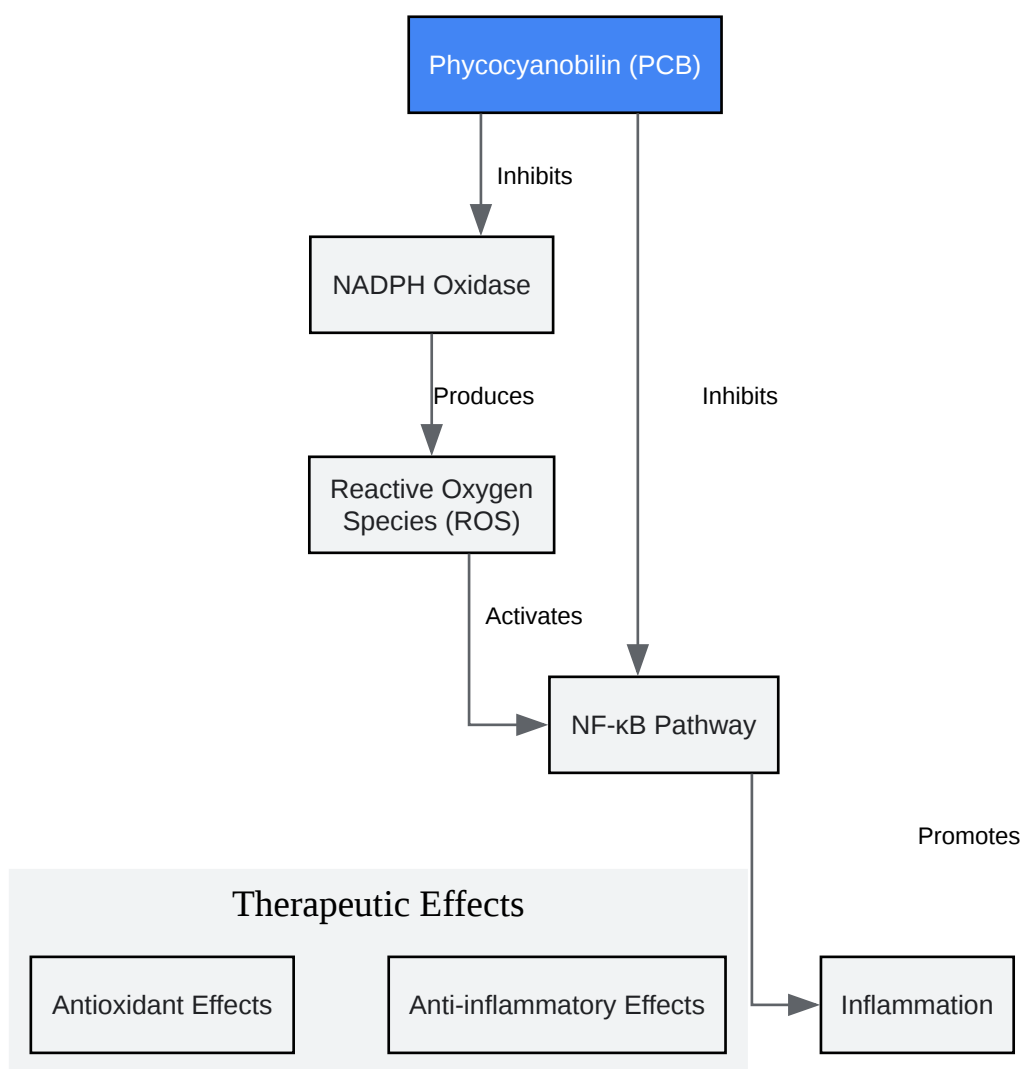 Phycocyanobilin (PCB)
Inhibits
NADPH Oxidase
Produces
Inhibits
Reactive Oxygen
Species (ROS)
Activates
NF-κB Pathway
Promotes
Therapeutic Effects
Antioxidant Effects
Anti-inflammatory Effects
Inflammation